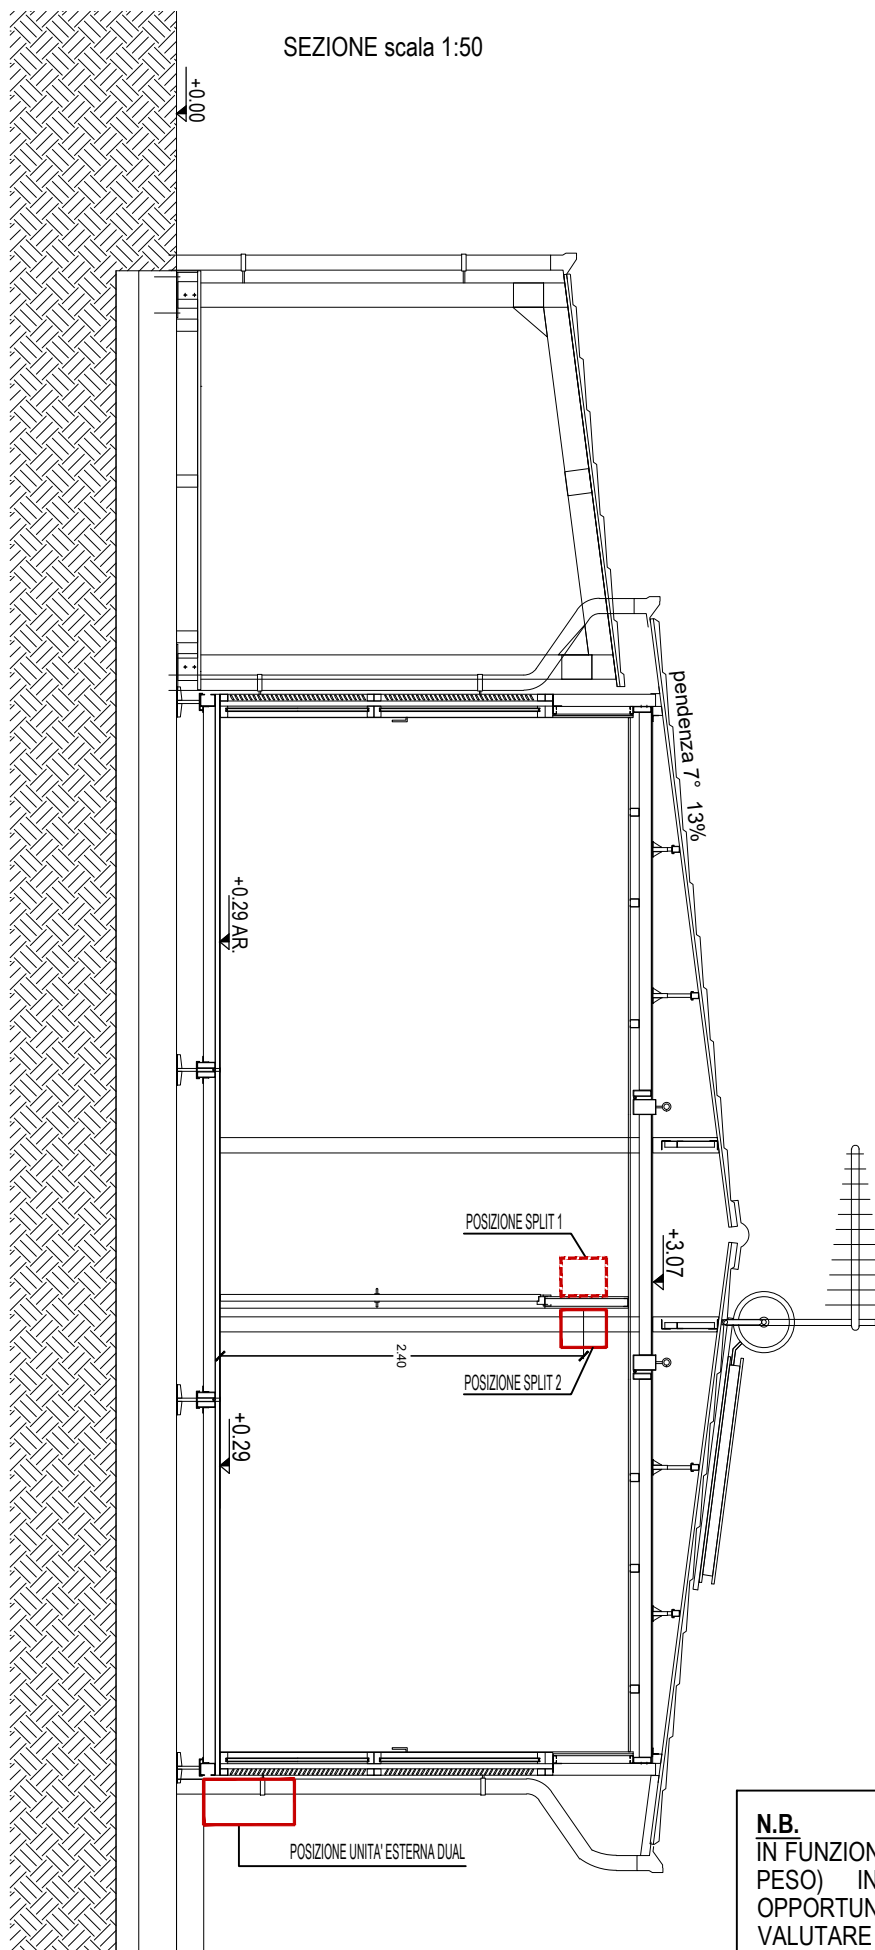 SEZIONE scala 1:50
+0.00
pendenza 7° 13%
+0.29 AR.
POSIZIONE SPLIT 1
+3.07
2.40
POSIZIONE SPLIT 2
+0.29
POSIZIONE UNITA' ESTERNA DUAL
N.B.
IN FUNZION
PESO) IN
OPPORTUN
VALUTARE